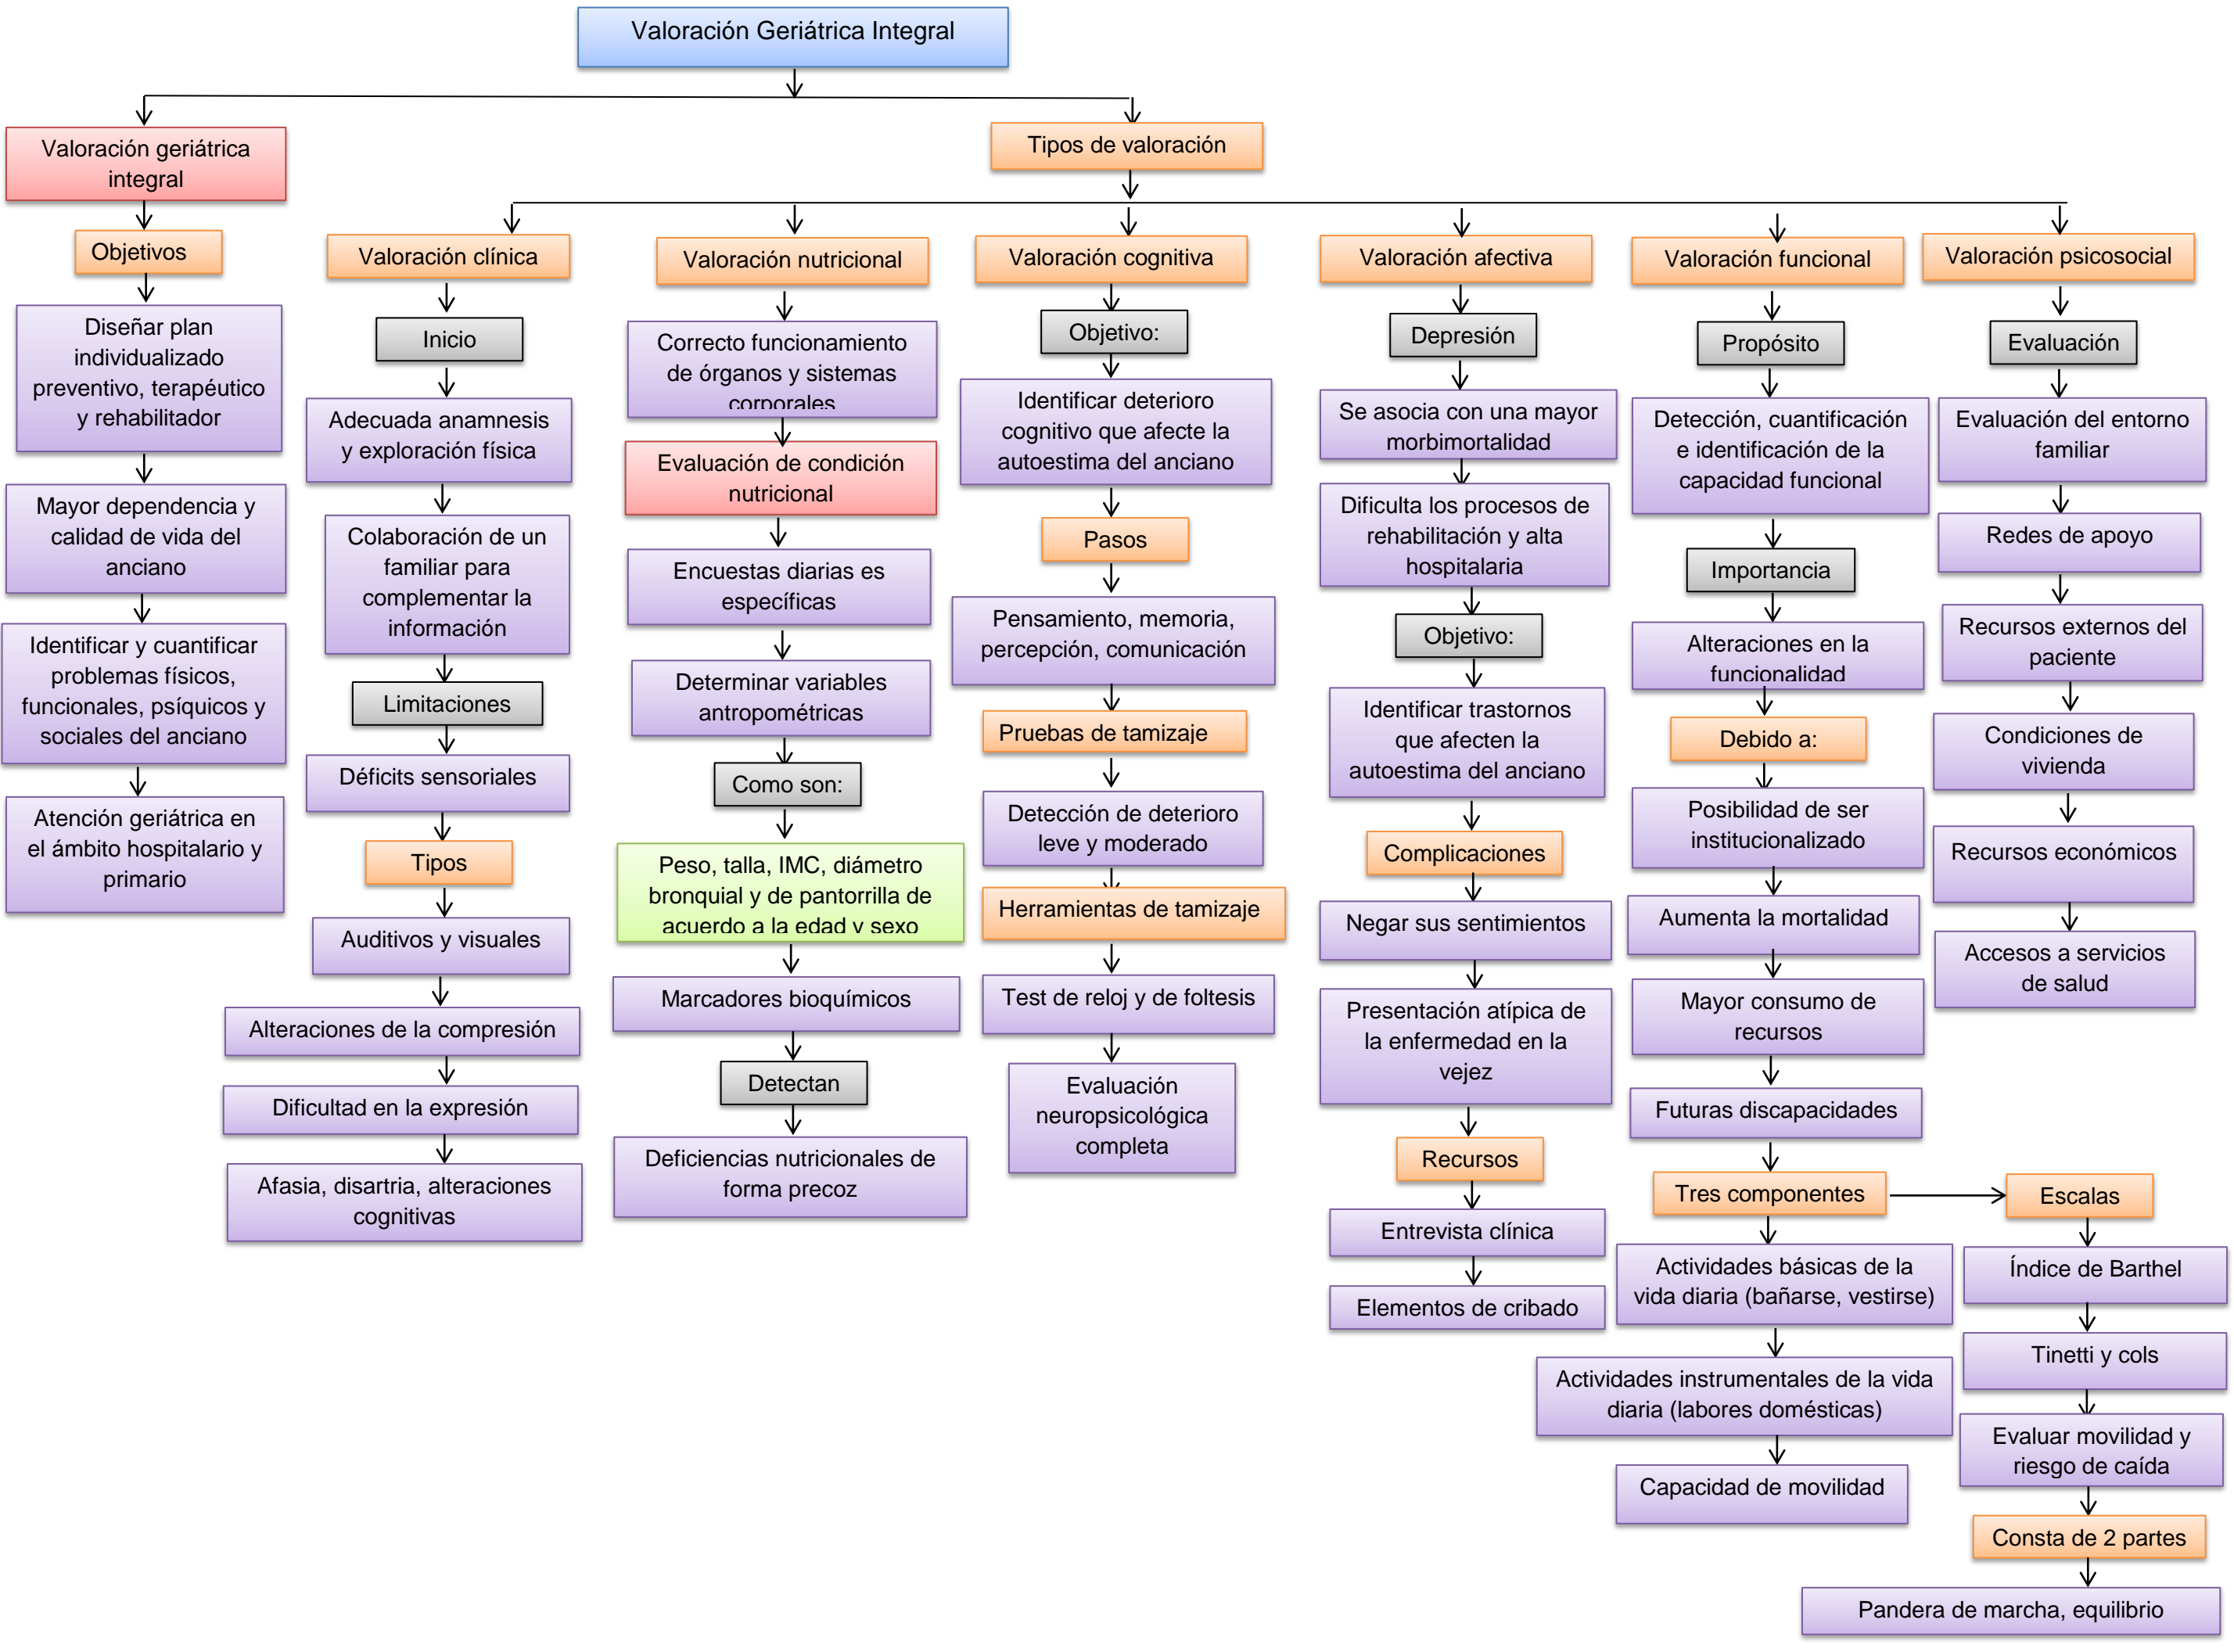 Valoración Geriátrica Integral
Valoración geriátrica
integral
Objetivos
Diseñar plan
individualizado
preventivo, terapéutico
y rehabilitador
Mayor dependencia y
calidad de vida del
anciano
Identificar y cuantificar
problemas físicos,
funcionales, psíquicos y
sociales del anciano
Atención geriátrica en
el ámbito hospitalario y
primario
Tipos de valoración
Valoración clínica
Inicio
Adecuada anamnesis
y exploración física
Colaboración de un
familiar para
complementar la
información
Limitaciones
Déficits sensoriales
Tipos
Auditivos y visuales
Alteraciones de la compresión
Dificultad en la expresión
Afasia, disartria, alteraciones
cognitivas
Valoración nutricional
Correcto funcionamiento
de órganos y sistemas
corporales
Evaluación de condición
nutricional
Encuestas diarias es
específicas
Determinar variables
antropométricas
Como son:
Peso, talla, IMC, diámetro
bronquial y de pantorrilla de
acuerdo a la edad y sexo
Marcadores bioquímicos
Detectan
Deficiencias nutricionales de
forma precoz
Valoración cognitiva
Objetivo:
Identificar deterioro
cognitivo que afecte la
autoestima del anciano
Pasos
Pensamiento, memoria,
percepción, comunicación
Pruebas de tamizaje
Detección de deterioro
leve y moderado
Herramientas de tamizaje
Test de reloj y de foltesis
Evaluación
neuropsicológica
completa
Valoración afectiva
Depresión
Se asocia con una mayor
morbimortalidad
Dificulta los procesos de
rehabilitación y alta
hospitalaria
Objetivo:
Identificar trastornos
que afecten la
autoestima del anciano
Complicaciones
Negar sus sentimientos
Presentación atípica de
la enfermedad en la
vejez
Recursos
Entrevista clínica
Elementos de cribado
Valoración funcional
Propósito
Detección, cuantificación
e identificación de la
capacidad funcional
Importancia
Alteraciones en la
funcionalidad
Debido a:
Posibilidad de ser
institucionalizado
Aumenta la mortalidad
Mayor consumo de
recursos
Futuras discapacidades
Tres componentes
Actividades básicas de la
vida diaria (bañarse, vestirse)
Actividades instrumentales de la vida
diaria (labores domésticas)
Capacidad de movilidad
Escalas
Índice de Barthel
Tinetti y cols
Evaluar movilidad y
riesgo de caída
Consta de 2 partes
Pandera de marcha, equilibrio
Valoración psicosocial
Evaluación
Evaluación del entorno
familiar
Redes de apoyo
Recursos externos del
paciente
Condiciones de
vivienda
Recursos económicos
Accesos a servicios
de salud